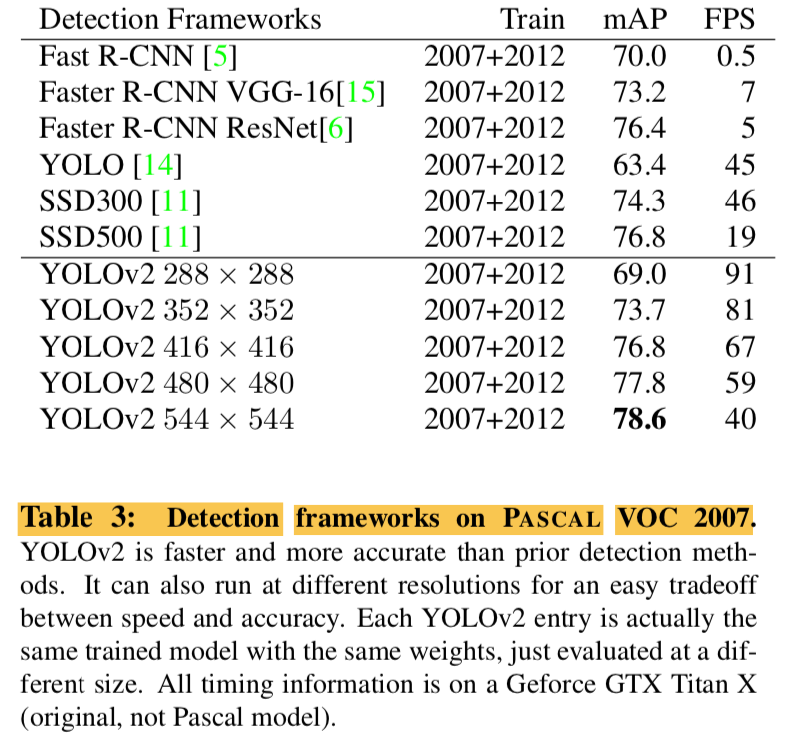 Detection Frameworks Train mAP FPS
Fast R-CNN [5] 2007+2012 70.0 0.5
Faster R-CNN VGG-16[15] 2007+2012 73.2 7
Faster R-CNN ResNet[6] 2007+2012 76.4 5
YOLO [14] 2007+2012 63.4 45
SSD300 [11] 2007+2012 74.3 46
SSD500 [11] 2007+2012 76.8 19
YOLOv2 288 × 288 2007+2012 69.0 91
YOLOv2 352 × 352 2007+2012 73.7 81
YOLOv2 416 × 416 2007+2012 76.8 67
YOLOv2 480 × 480 2007+2012 77.8 59
YOLOv2 544 × 544 2007+2012 78.6 40
Table 3: Detection frameworks on PASCAL VOC 2007.
YOLOv2 is faster and more accurate than prior detection meth-
ods. It can also run at different resolutions for an easy tradeoff
between speed and accuracy. Each YOLOv2 entry is actually the
same trained model with the same weights, just evaluated at a dif-
ferent size. All timing information is on a Geforce GTX Titan X
(original, not Pascal model).